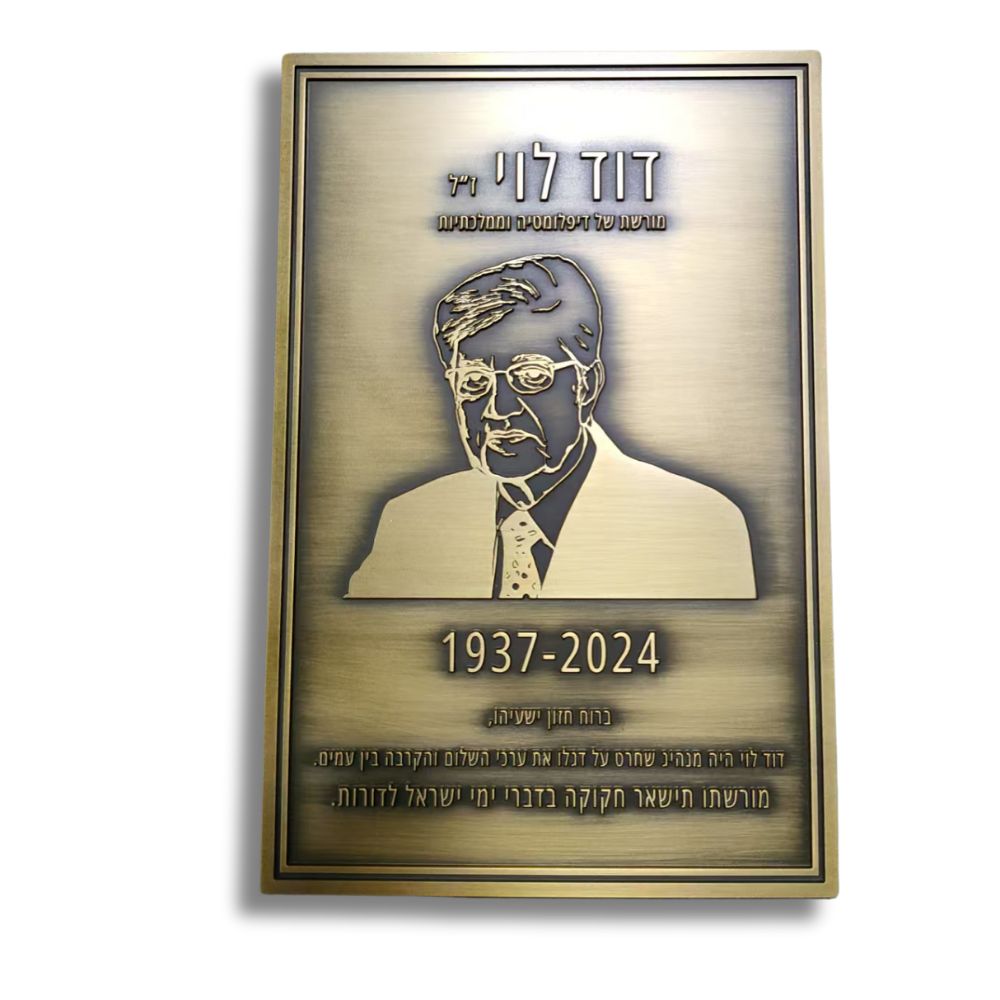 דוד לוי ז"ל
מורשת של דיפלומטיה וממלכתיות
1937-2024
ברוח חזון ישעיהו,
דוד לוי היה מנהיג שחרט על דגלו את ערכי השלום והקרבה בין עמים.
מורשתו תישאר חקוקה בדברי ימי ישראל לדורות.